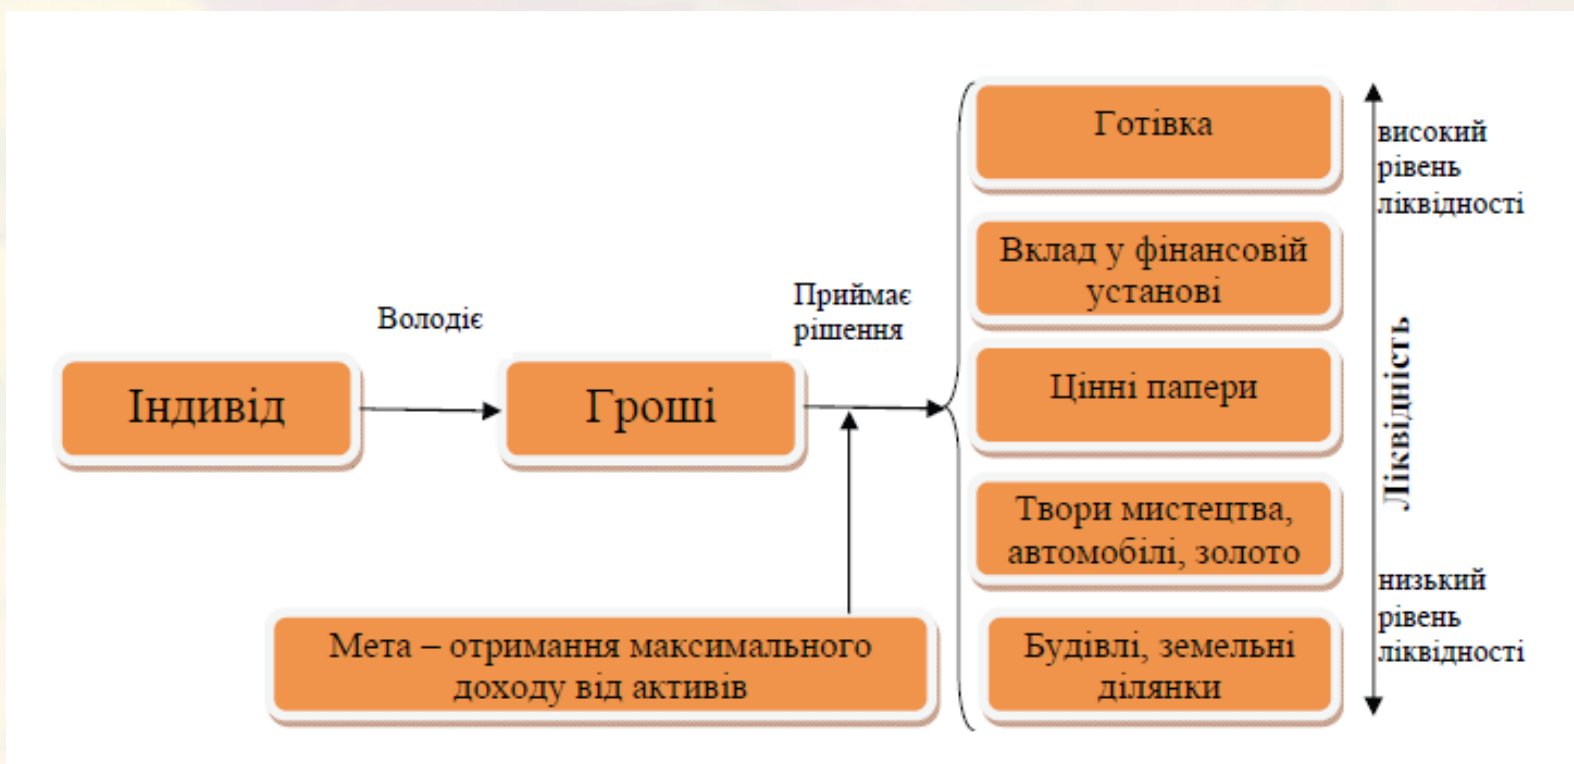 Індивід
Володіє
Гроші
Приймає
рішення
Мета – отримання максимального
доходу від активів
Готівка
Вклад у фінансовій
установі
Цінні папери
Твори мистецтва,
автомобілі, золото
Будівлі, земельні
ділянки
високий
рівень
ліквідності
Ліквідність
низький
рівень
ліквідності